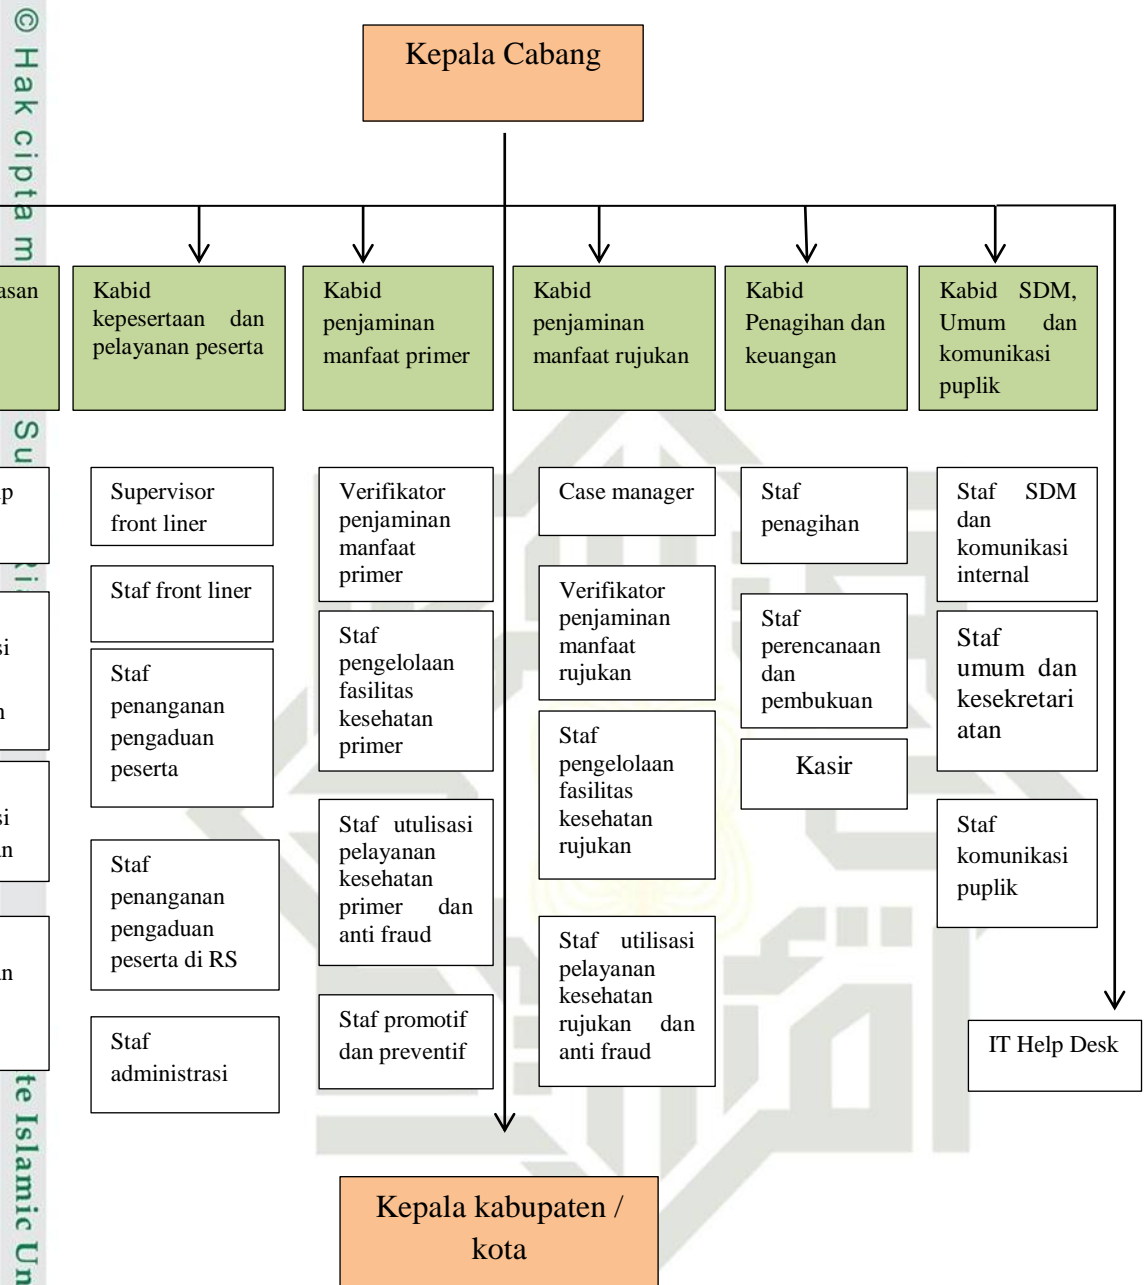 © Hak cipta m
Kepala Cabang
asan
Kabid
kepesertaan dan
pelayanan peserta
Kabid
penjaminan
manfaat primer
Kabid
penjaminan
manfaat rujukan
Kabid
Penagihan dan
keuangan
Kabid SDM,
Umum dan
komunikasi
puplik
Su
p
si
n
si
an
an
Supervisor
front liner
Staf front liner
Staf
penanganan
pengaduan
peserta
Staf
penanganan
pengaduan
peserta di RS
Staf
administrasi
Verifikator
penjaminan
manfaat
primer
Staf
pengelolaan
fasilitas
kesehatan
primer
Staf utulisasi
pelayanan
kesehatan
primer dan
anti fraud
Staf promotif
dan preventif
Case manager
Verifikator
penjaminan
manfaat
rujukan
Staf
pengelolaan
fasilitas
kesehatan
rujukan
Staf utilisasi
pelayanan
kesehatan
rujukan dan
anti fraud
Staf
penagihan
Staf
perencanaan
dan
pembukuan
Kasir
Staf SDM
dan
komunikasi
internal
Staf
umum dan
kesekretari
atan
Staf
komunikasi
puplik
IT Help Desk
te Islamic Un
Kepala kabupaten /
kota